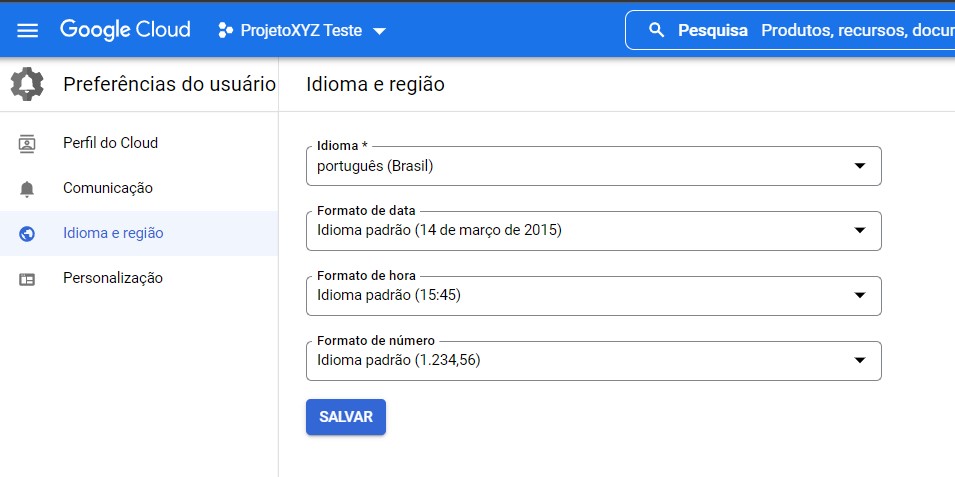 Google Cloud
ProjetoXYZ Teste
Pesquisa Produtos, recursos, docu
Preferências do usuário
Idioma e região
Perfil do Cloud
Comunicação
Idioma e região
Personalização
Idioma *
português (Brasil)
Formato de data
Idioma padrão (14 de março de 2015)
Formato de hora
Idioma padrão (15:45)
Formato de número
Idioma padrão (1.234,56)
SALVAR